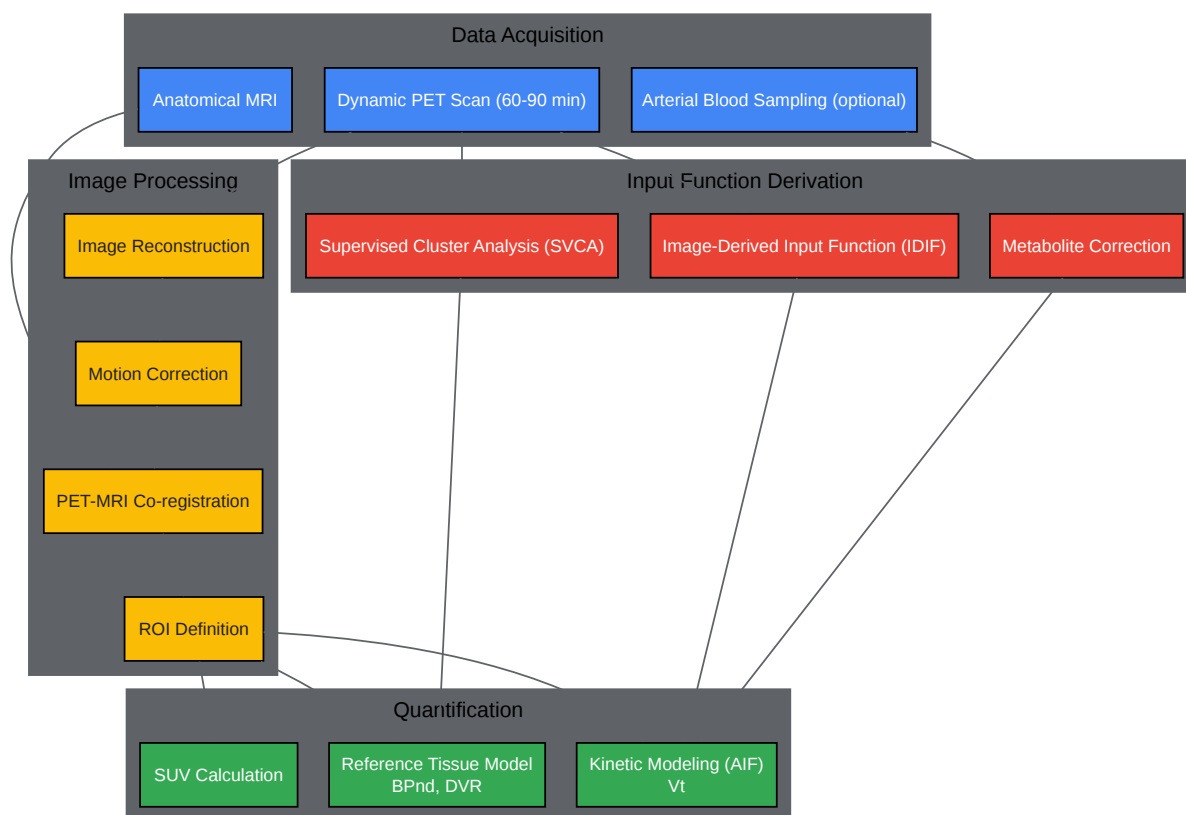 Data Acquisition
Anatomical MRI
Dynamic PET Scan (60-90 min)
Arterial Blood Sampling (optional)
Image Processing
Input Function Derivation
Image Reconstruction
Supervised Cluster Analysis (SVCA)
Image-Derived Input Function (IDIF)
Metabolite Correction
Motion Correction
PET-MRI Co-registration
ROI Definition
Quantification
SUV Calculation
Reference Tissue Model
BPnd, DVR
Kinetic Modeling (AIF)
Vt